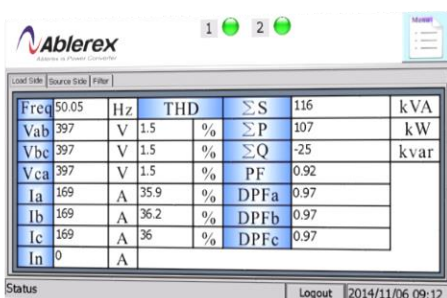 1 2
Ablerex
Ablerex is Power Converter
Load Side Source Side Filter
Freq 50.05 Hz THD ΣS 116 kVA
Vab 397 V 1.5 % ΣP 107 kW
Vbc 397 V 1.5 % ΣQ -25 kvar
Vca 397 V 1.5 % PF 0.92
Ia 169 A 35.9 % DPFa 0.97
Ib 169 A 36.2 % DPFb 0.97
Ic 169 A 36 % DPFc 0.97
In 0 A
Status Logout 2014/11/06 09:12